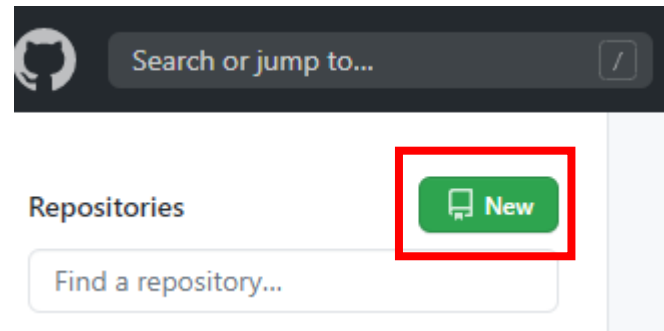 Search or jump to...
/
Repositories
New
Find a repository...